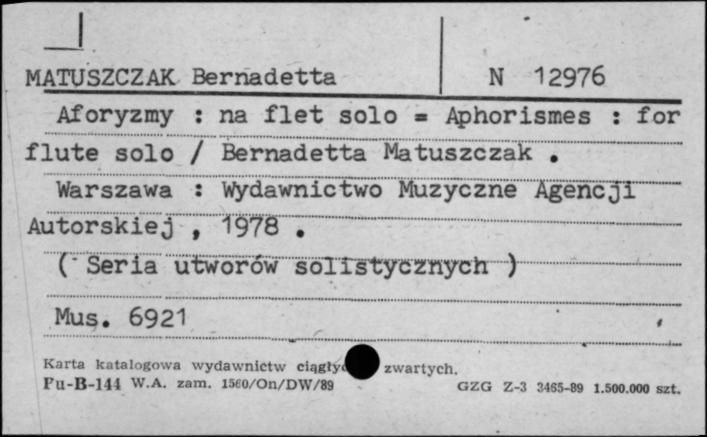 MATUSZCZAK Bernadetta N 12976
Aforyzmy : na flet solo = Aphorismes : for
flute solo / Bernadetta Matuszczak .
Warszawa : Wydawnictwo Muzyczne Agencji
Autorskiej , 1978 .
( Seria utworów solistycznych )
Mus. 6921
Karta katalogowa wydawnictw zwartych.
Pu-B-144 W.A. zam. 1560/On/DW/89 GZG Z-3 3465-89 1.500.000 szt.